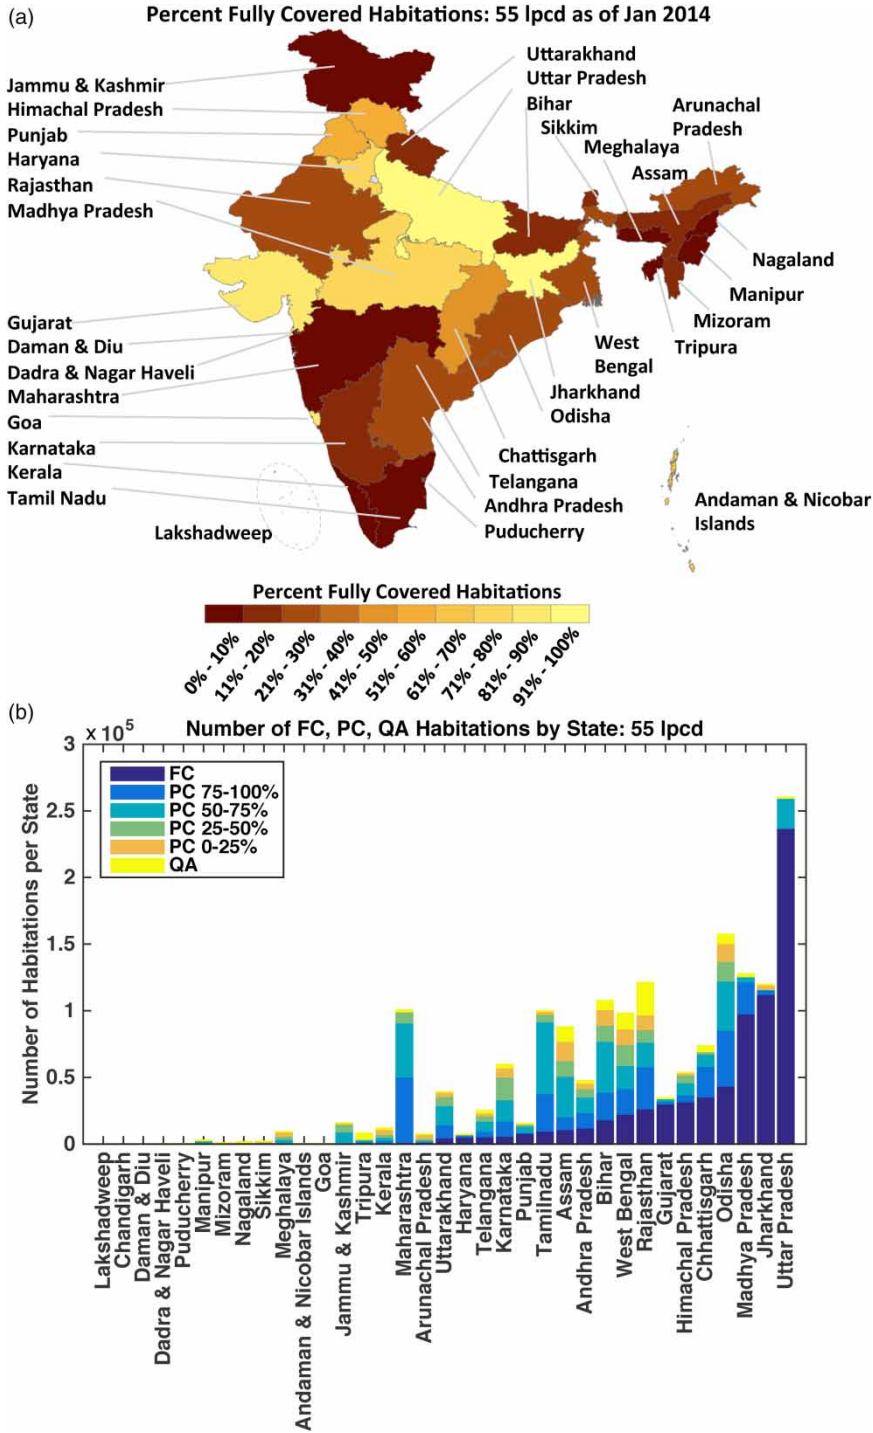 (a)
Percent Fully Covered Habitations: 55 lpcd as of Jan 2014
Jammu & Kashmir
Himachal Pradesh
Punjab
Haryana
Rajasthan
Madhya Pradesh
Gujarat
Daman & Diu
Dadra & Nagar Haveli
Maharashtra
Goa
Karnataka
Kerala
Tamil Nadu
Lakshadweep
Uttarakhand
Uttar Pradesh
Bihar
Sikkim
Meghalaya
Assam
Arunachal
Pradesh
Nagaland
Manipur
Mizoram
Tripura
West
Bengal
Jharkhand
Odisha
Chattisgarh
Telangana
Andhra Pradesh
Puducherry
Andaman & Nicobar
Islands
Percent Fully Covered Habitations
0% - 10%
11% - 20%
21% - 30%
31% - 40%
41% - 50%
51% - 60%
61% - 70%
71% - 80%
81% - 90%
91% - 100%
(b)
Number of FC, PC, QA Habitations by State: 55 lpcd
x 10⁵
3
2.5
2
1.5
1
0.5
0
Number of Habitations per State
FC
PC 75-100%
PC 50-75%
PC 25-50%
PC 0-25%
QA
Lakshadweep
Chandigarh
Daman & Diu
Dadra & Nagar Haveli
Puducherry
Manipur
Mizoram
Nagaland
Sikkim
Meghalaya
Andaman & Nicobar Islands
Goa
Jammu & Kashmir
Tripura
Kerala
Maharashtra
Arunachal Pradesh
Uttarakhand
Haryana
Telangana
Karnataka
Punjab
Tamilnadu
Assam
Andhra Pradesh
Bihar
West Bengal
Rajasthan
Gujarat
Himachal Pradesh
Chhattisgarh
Odisha
Madhya Pradesh
Jharkhand
Uttar Pradesh